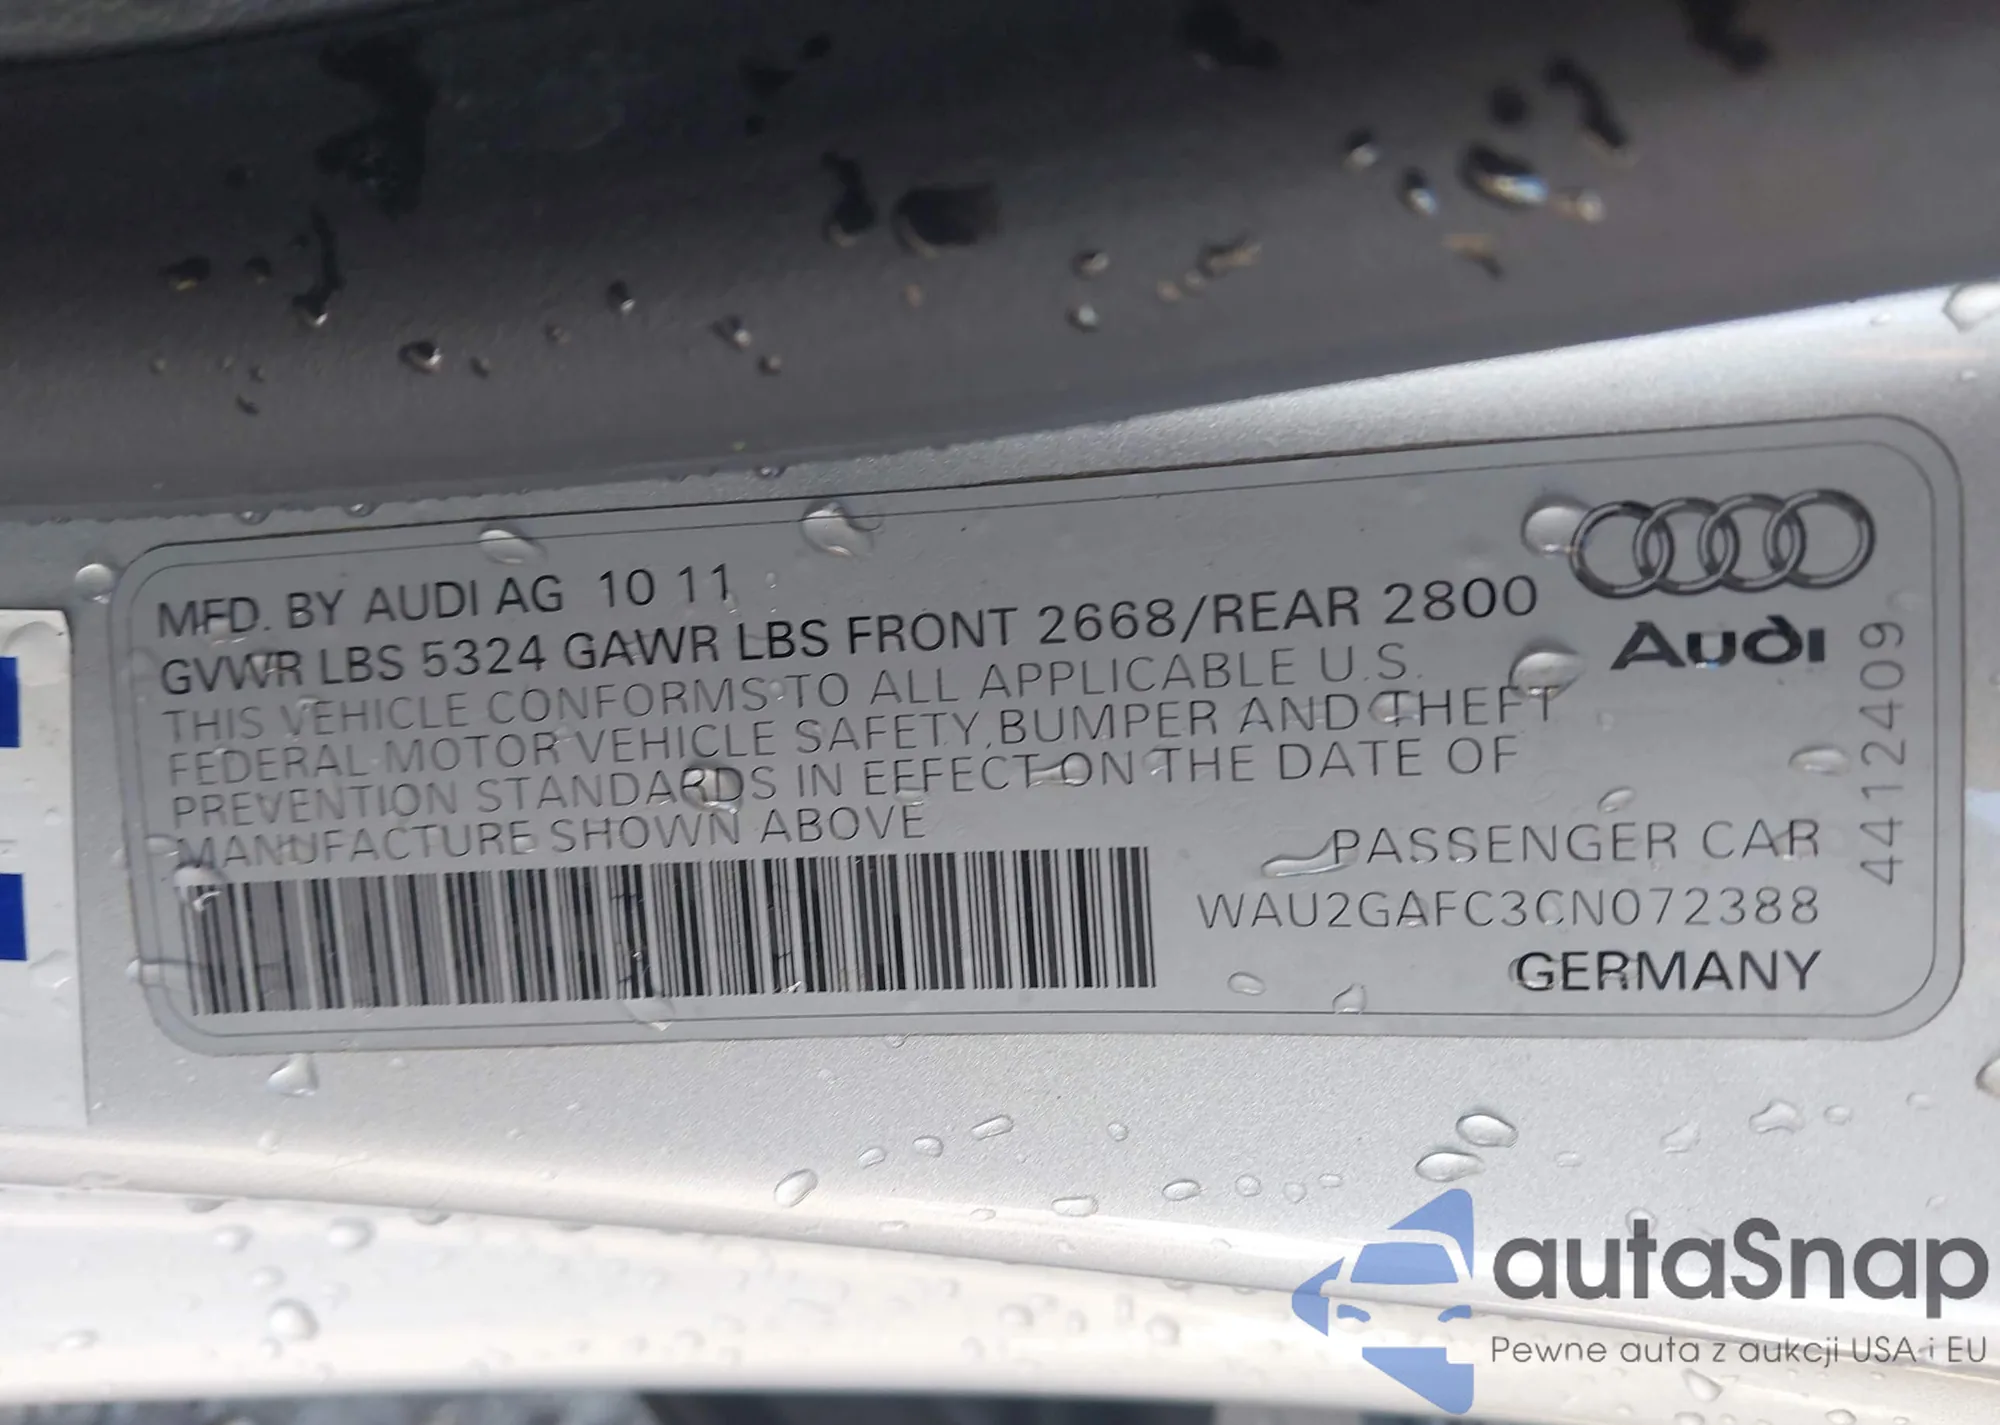 MFD. BY AUDI AG 10 11
GVWR LBS 5324 GAWR LBS FRONT 2668/REAR 2800
THIS VEHICLE CONFORMS TO ALL APPLICABLE U.S.
FEDERAL MOTOR VEHICLE SAFETY, BUMPER AND THEFT
PREVENTION STANDARDS IN EFFECT ON THE DATE OF
MANUFACTURE SHOWN ABOVE
Audi
4412409
PASSENGER CAR
WAU2GAFC3CN072388
GERMANY
autaSnap
Pewne auta z aukcji USA i EU